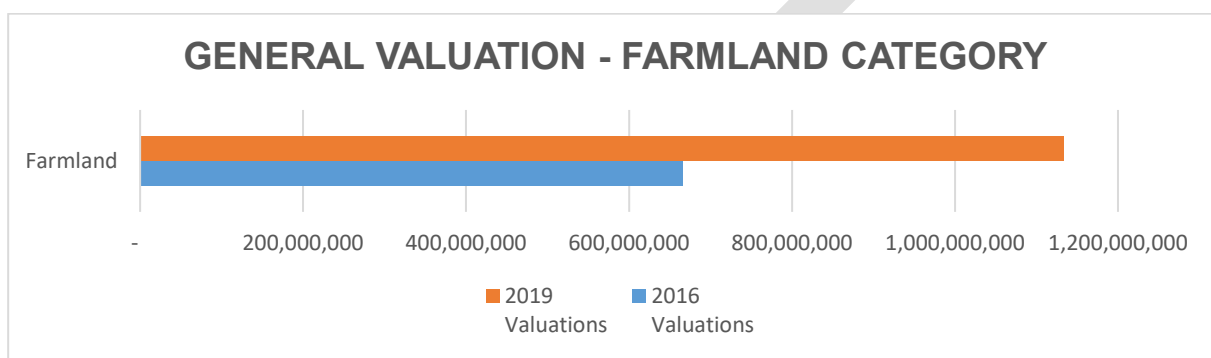 GENERAL VALUATION - FARMLAND CATEGORY
Farmland
- 200,000,000 400,000,000 600,000,000 800,000,000 1,000,000,000 1,200,000,000
2019 Valuations
2016 Valuations